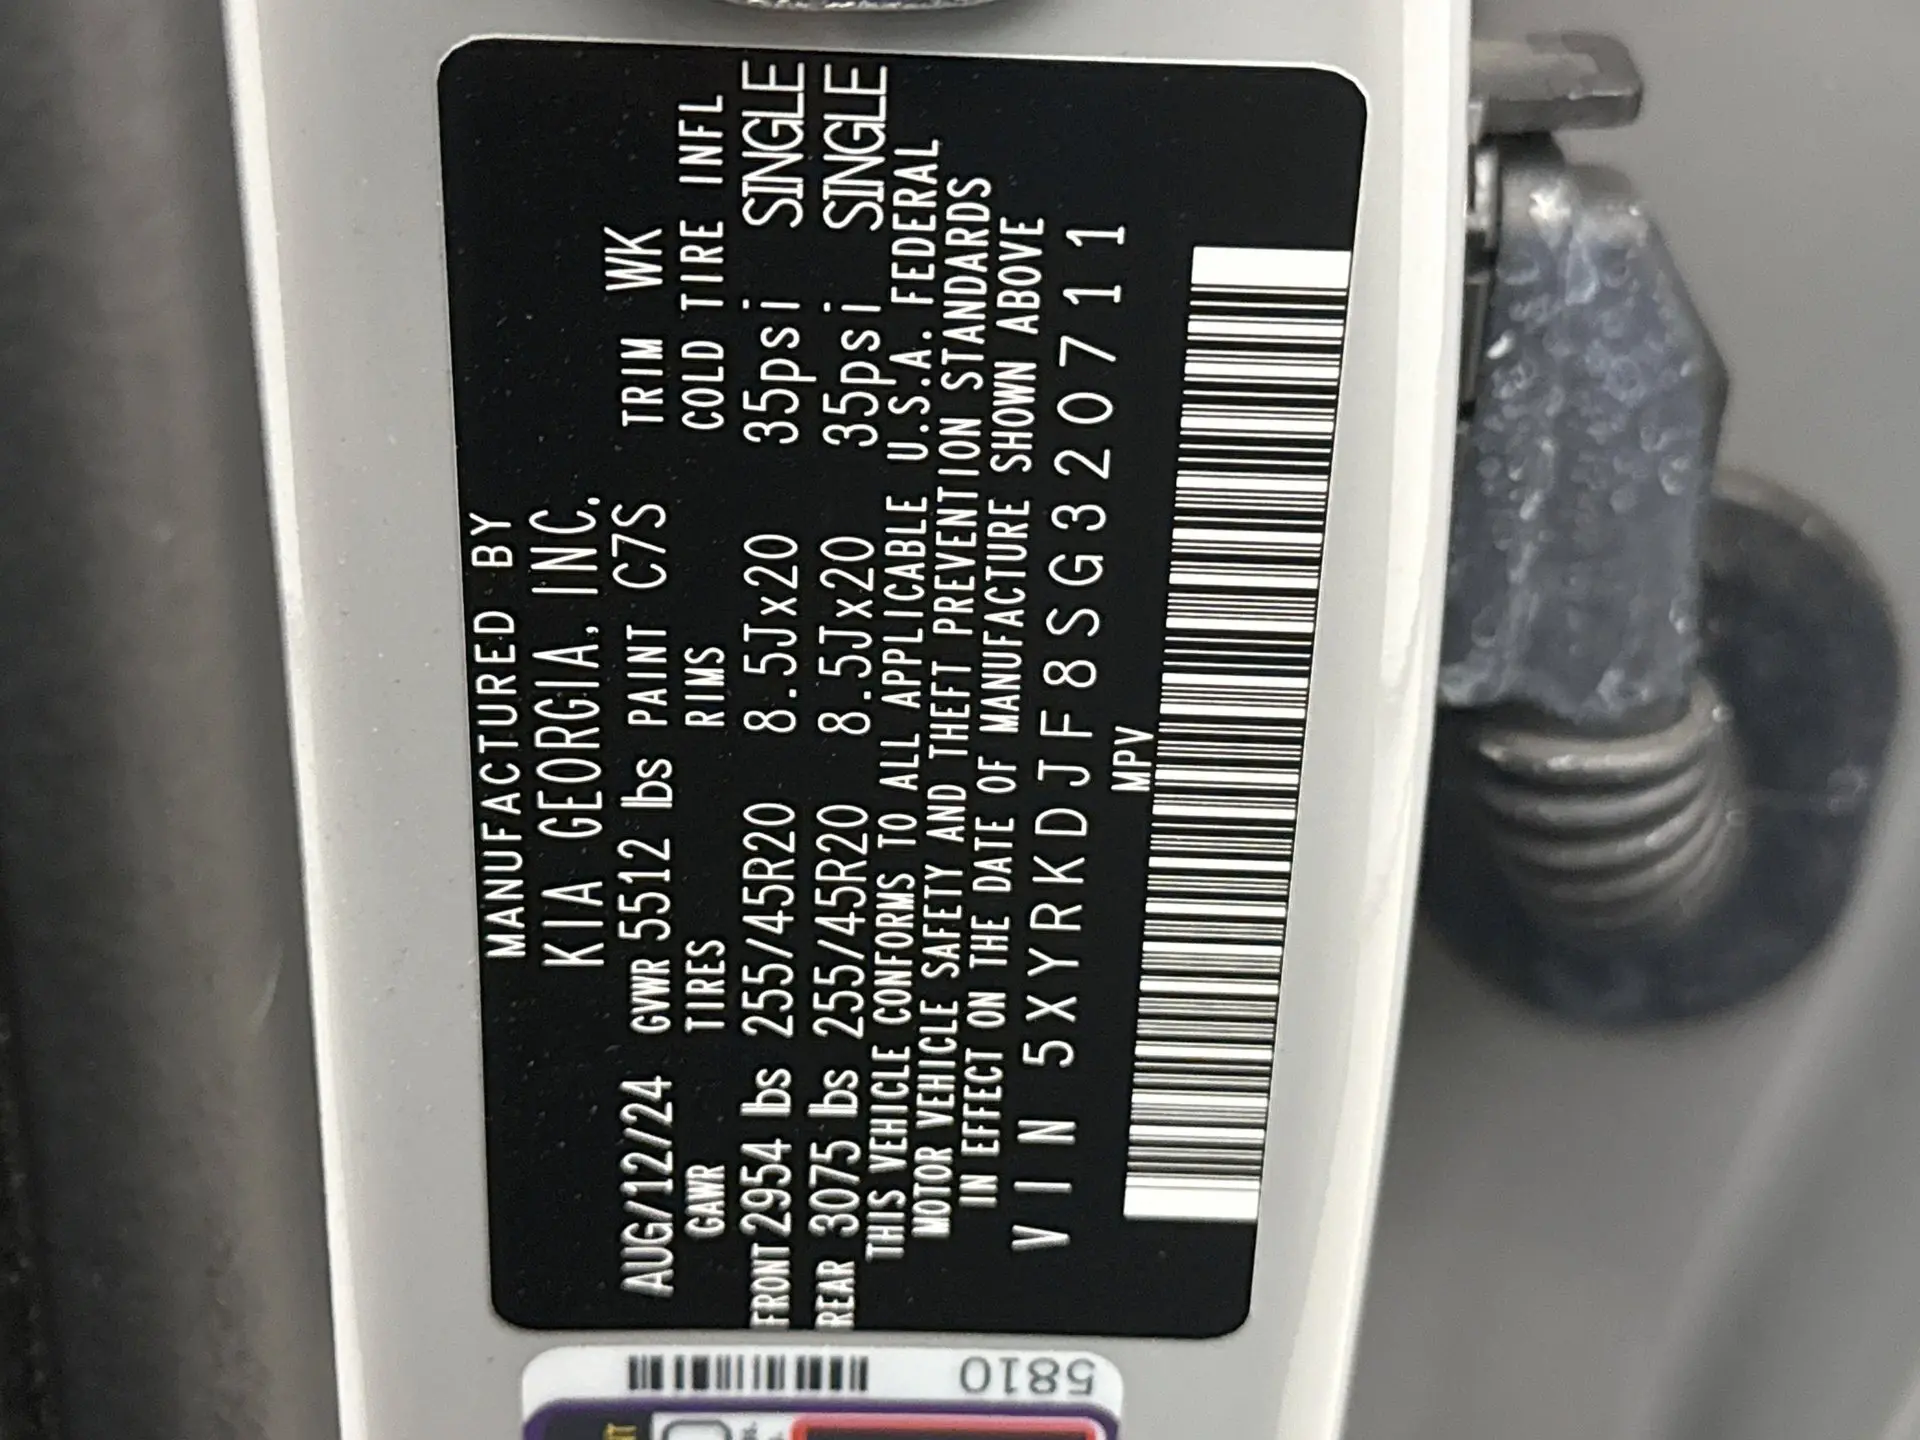 MANUFACTURED BY
KIA GEORGIA, INC.
AUG/12/24 GVWR 5512 lbs PAINT C7S TRIM WK
GAWR TIRES RIMS COLD TIRE INFL
FRONT 2954 lbs 255/45R20 8.5Jx20 35psi SINGLE
REAR 3075 lbs 255/45R20 8.5Jx20 35psi SINGLE
THIS VEHICLE CONFORMS TO ALL APPLICABLE U.S.A. FEDERAL
MOTOR VEHICLE SAFETY AND THEFT PREVENTION STANDARDS
IN EFFECT ON THE DATE OF MANUFACTURE SHOWN ABOVE
VIN 5XYRKDJF8SG320711
MPV
5810